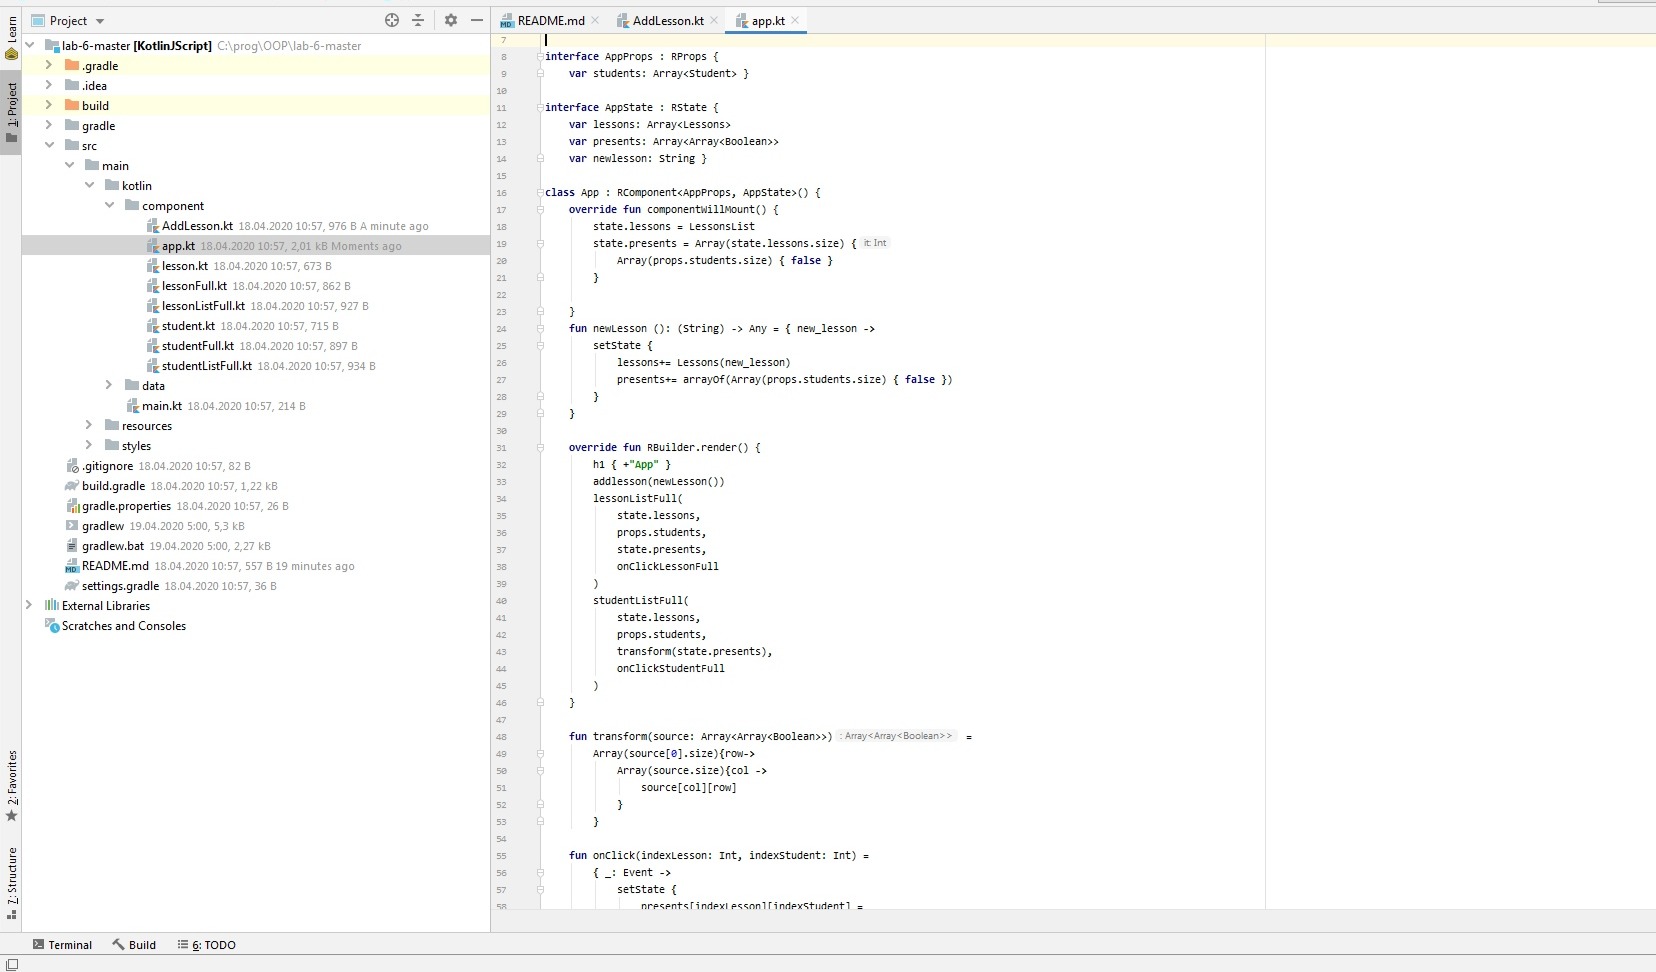 Learn
1: Project
2: Favorites
7: Structure
Project
lab-6-master [KotlinJScript] C:\prog\OOP\lab-6-master
.gradle
.idea
build
gradle
src
main
kotlin
component
AddLesson.kt 18.04.2020 10:57, 976 B A minute ago
app.kt 18.04.2020 10:57, 2,01 kB Moments ago
lesson.kt 18.04.2020 10:57, 673 B
lessonFull.kt 18.04.2020 10:57, 862 B
lessonListFull.kt 18.04.2020 10:57, 927 B
student.kt 18.04.2020 10:57, 715 B
studentFull.kt 18.04.2020 10:57, 897 B
studentListFull.kt 18.04.2020 10:57, 934 B
data
main.kt 18.04.2020 10:57, 214 B
resources
styles
.gitignore 18.04.2020 10:57, 82 B
build.gradle 18.04.2020 10:57, 1,22 kB
gradle.properties 18.04.2020 10:57, 26 B
gradlew 19.04.2020 5:00, 5,3 kB
gradlew.bat 19.04.2020 5:00, 2,27 kB
MD README.md 18.04.2020 10:57, 557 B 19 minutes ago
settings.gradle 18.04.2020 10:57, 36 B
External Libraries
Scratches and Consoles
MD README.md AddLesson.kt app.kt
7
8 interface AppProps : RProps {
9 var students: Array<Student> }
10
11 interface AppState : RState {
12 var lessons: Array<Lessons>
13 var presents: Array<Array<Boolean>>
14 var newlesson: String }
15
16 class App : RComponent<AppProps, AppState>() {
17 override fun componentWillMount() {
18 state.lessons = LessonsList
19 state.presents = Array(state.lessons.size) { it: Int
20 Array(props.students.size) { false }
21 }
22
23 }
24 fun newLesson (): (String) -> Any = { new_lesson ->
25 setState {
26 lessons+= Lessons(new_lesson)
27 presents+= arrayOf(Array(props.students.size) { false })
28 }
29 }
30
31 override fun RBuilder.render() {
32 h1 { +"App" }
33 addlesson(newLesson())
34 lessonListFull(
35 state.lessons,
36 props.students,
37 state.presents,
38 onClickLessonFull
39 )
40 studentListFull(
41 state.lessons,
42 props.students,
43 transform(state.presents),
44 onClickStudentFull
45 )
46 }
47
48 fun transform(source: Array<Array<Boolean>>) : Array<Array<Boolean>> =
49 Array(source[0].size){row->
50 Array(source.size){col ->
51 source[col][row]
52 }
53 }
54
55 fun onClick(indexLesson: Int, indexStudent: Int) =
56 { _: Event ->
57 setState {
58 presents[indexLesson][indexStudent] =
Terminal Build 6: TODO